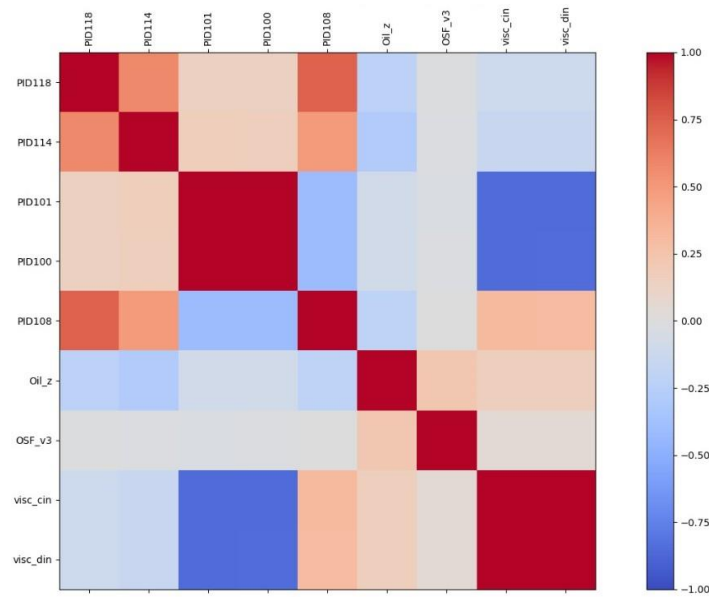 PID118
PID114
PID101
PID100
PID108
Oil_z
OSF_v3
visc_cin
visc_din
PID118
PID114
PID101
PID100
PID108
Oil_z
OSF_v3
visc_cin
visc_din
1.00
0.75
0.50
0.25
0.00
−0.25
−0.50
−0.75
−1.00